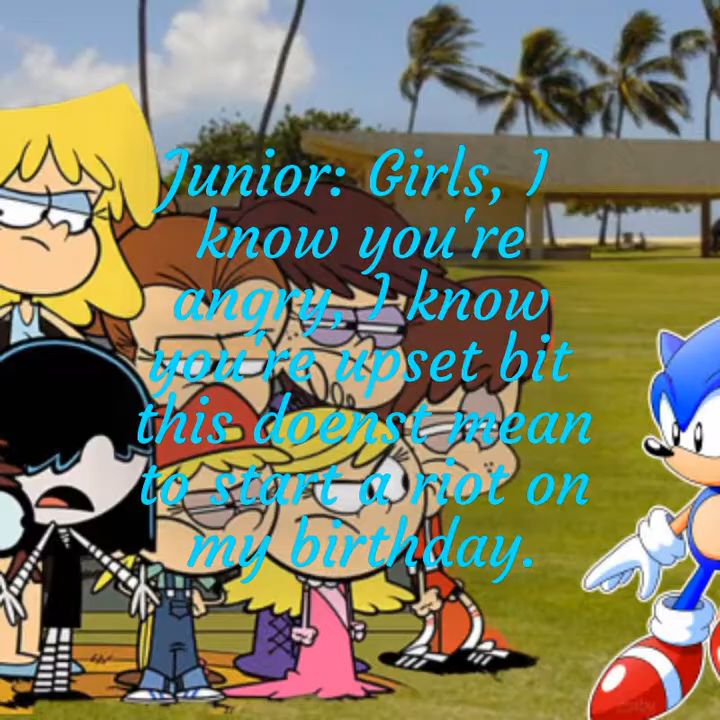 Junior: Girls, I
know you're
angry, I know
you're upset bit
this doenst mean
to start a riot on
my birthday.